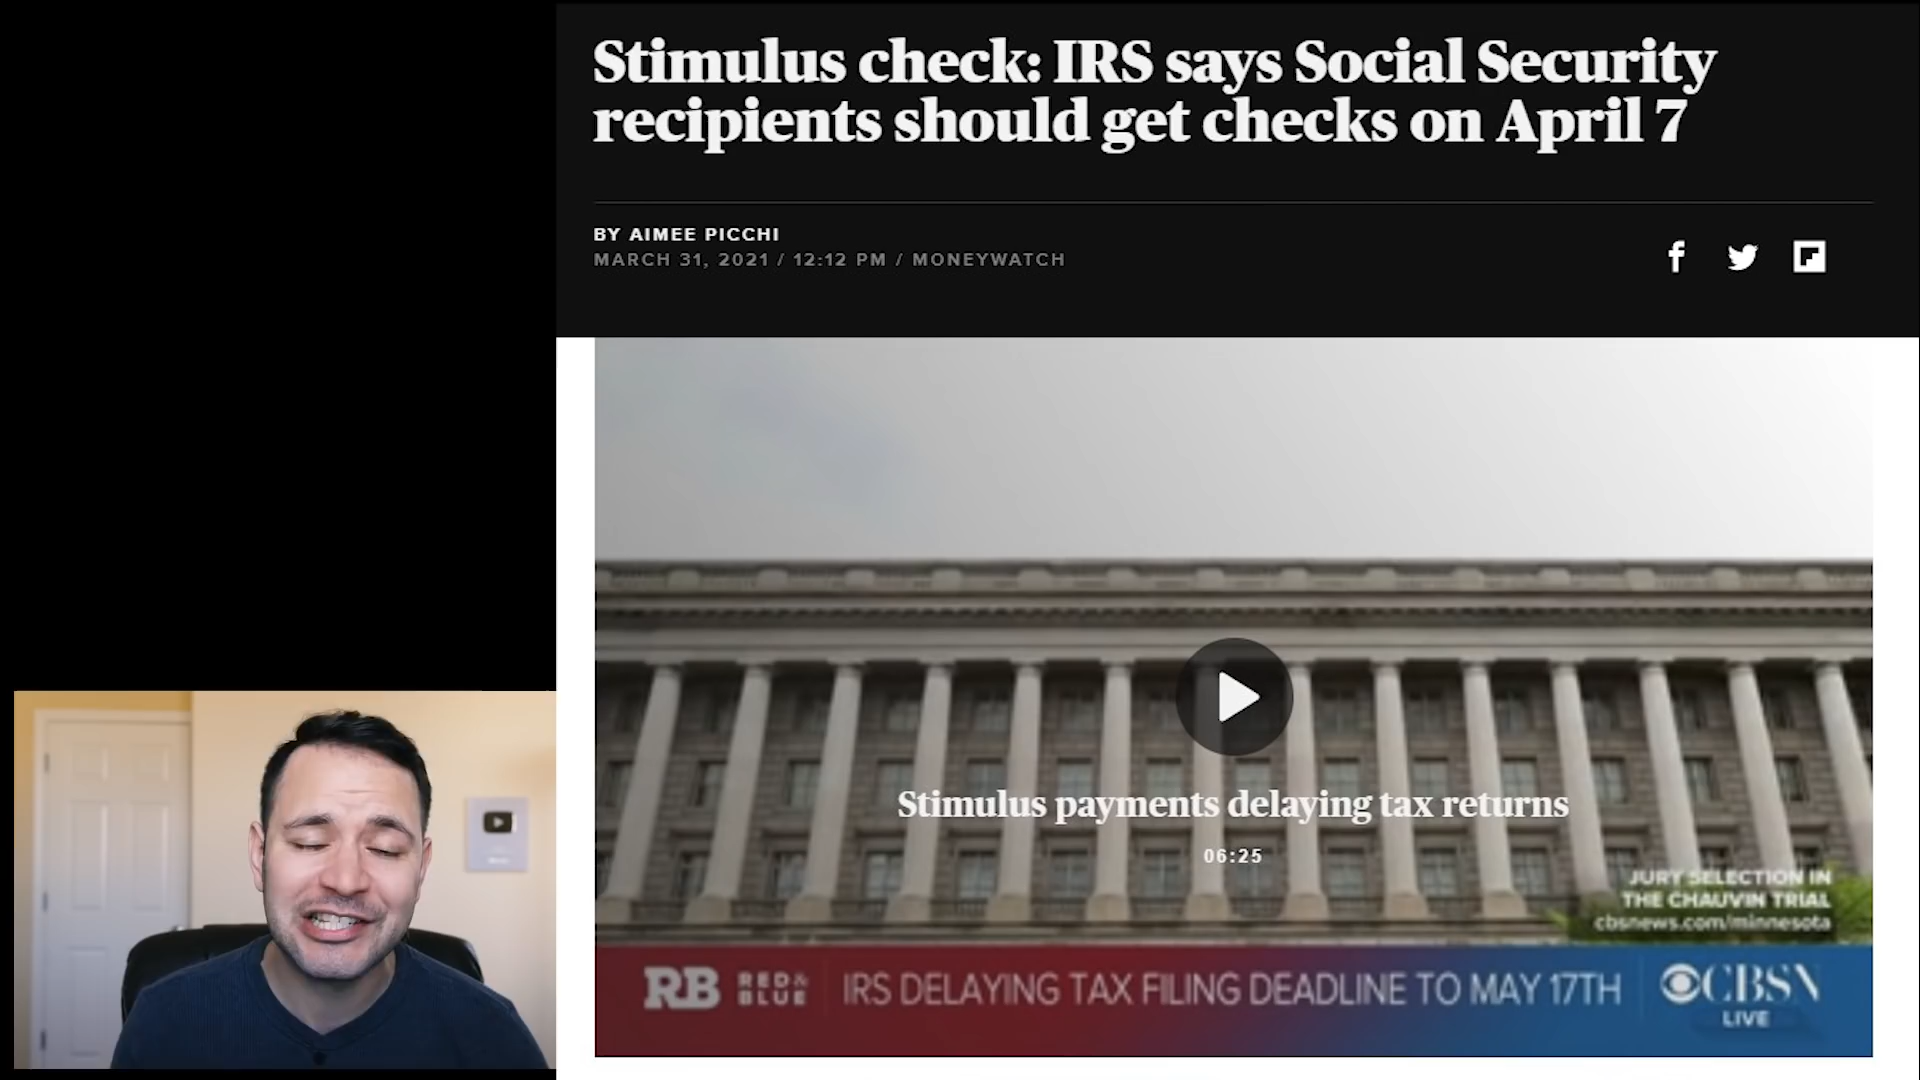 Stimulus check: IRS says Social Security
recipients should get checks on April 7
BY AIMEE PICCHI
MARCH 31, 2021 / 12:12 PM / MONEYWATCH
Stimulus payments delaying tax returns
06:25
JURY SELECTION IN
THE CHAUVIN TRIAL
cbsnews.com/minnesota
RB RED& BLUE IRS DELAYING TAX FILING DEADLINE TO MAY 17TH CBSN
LIVE